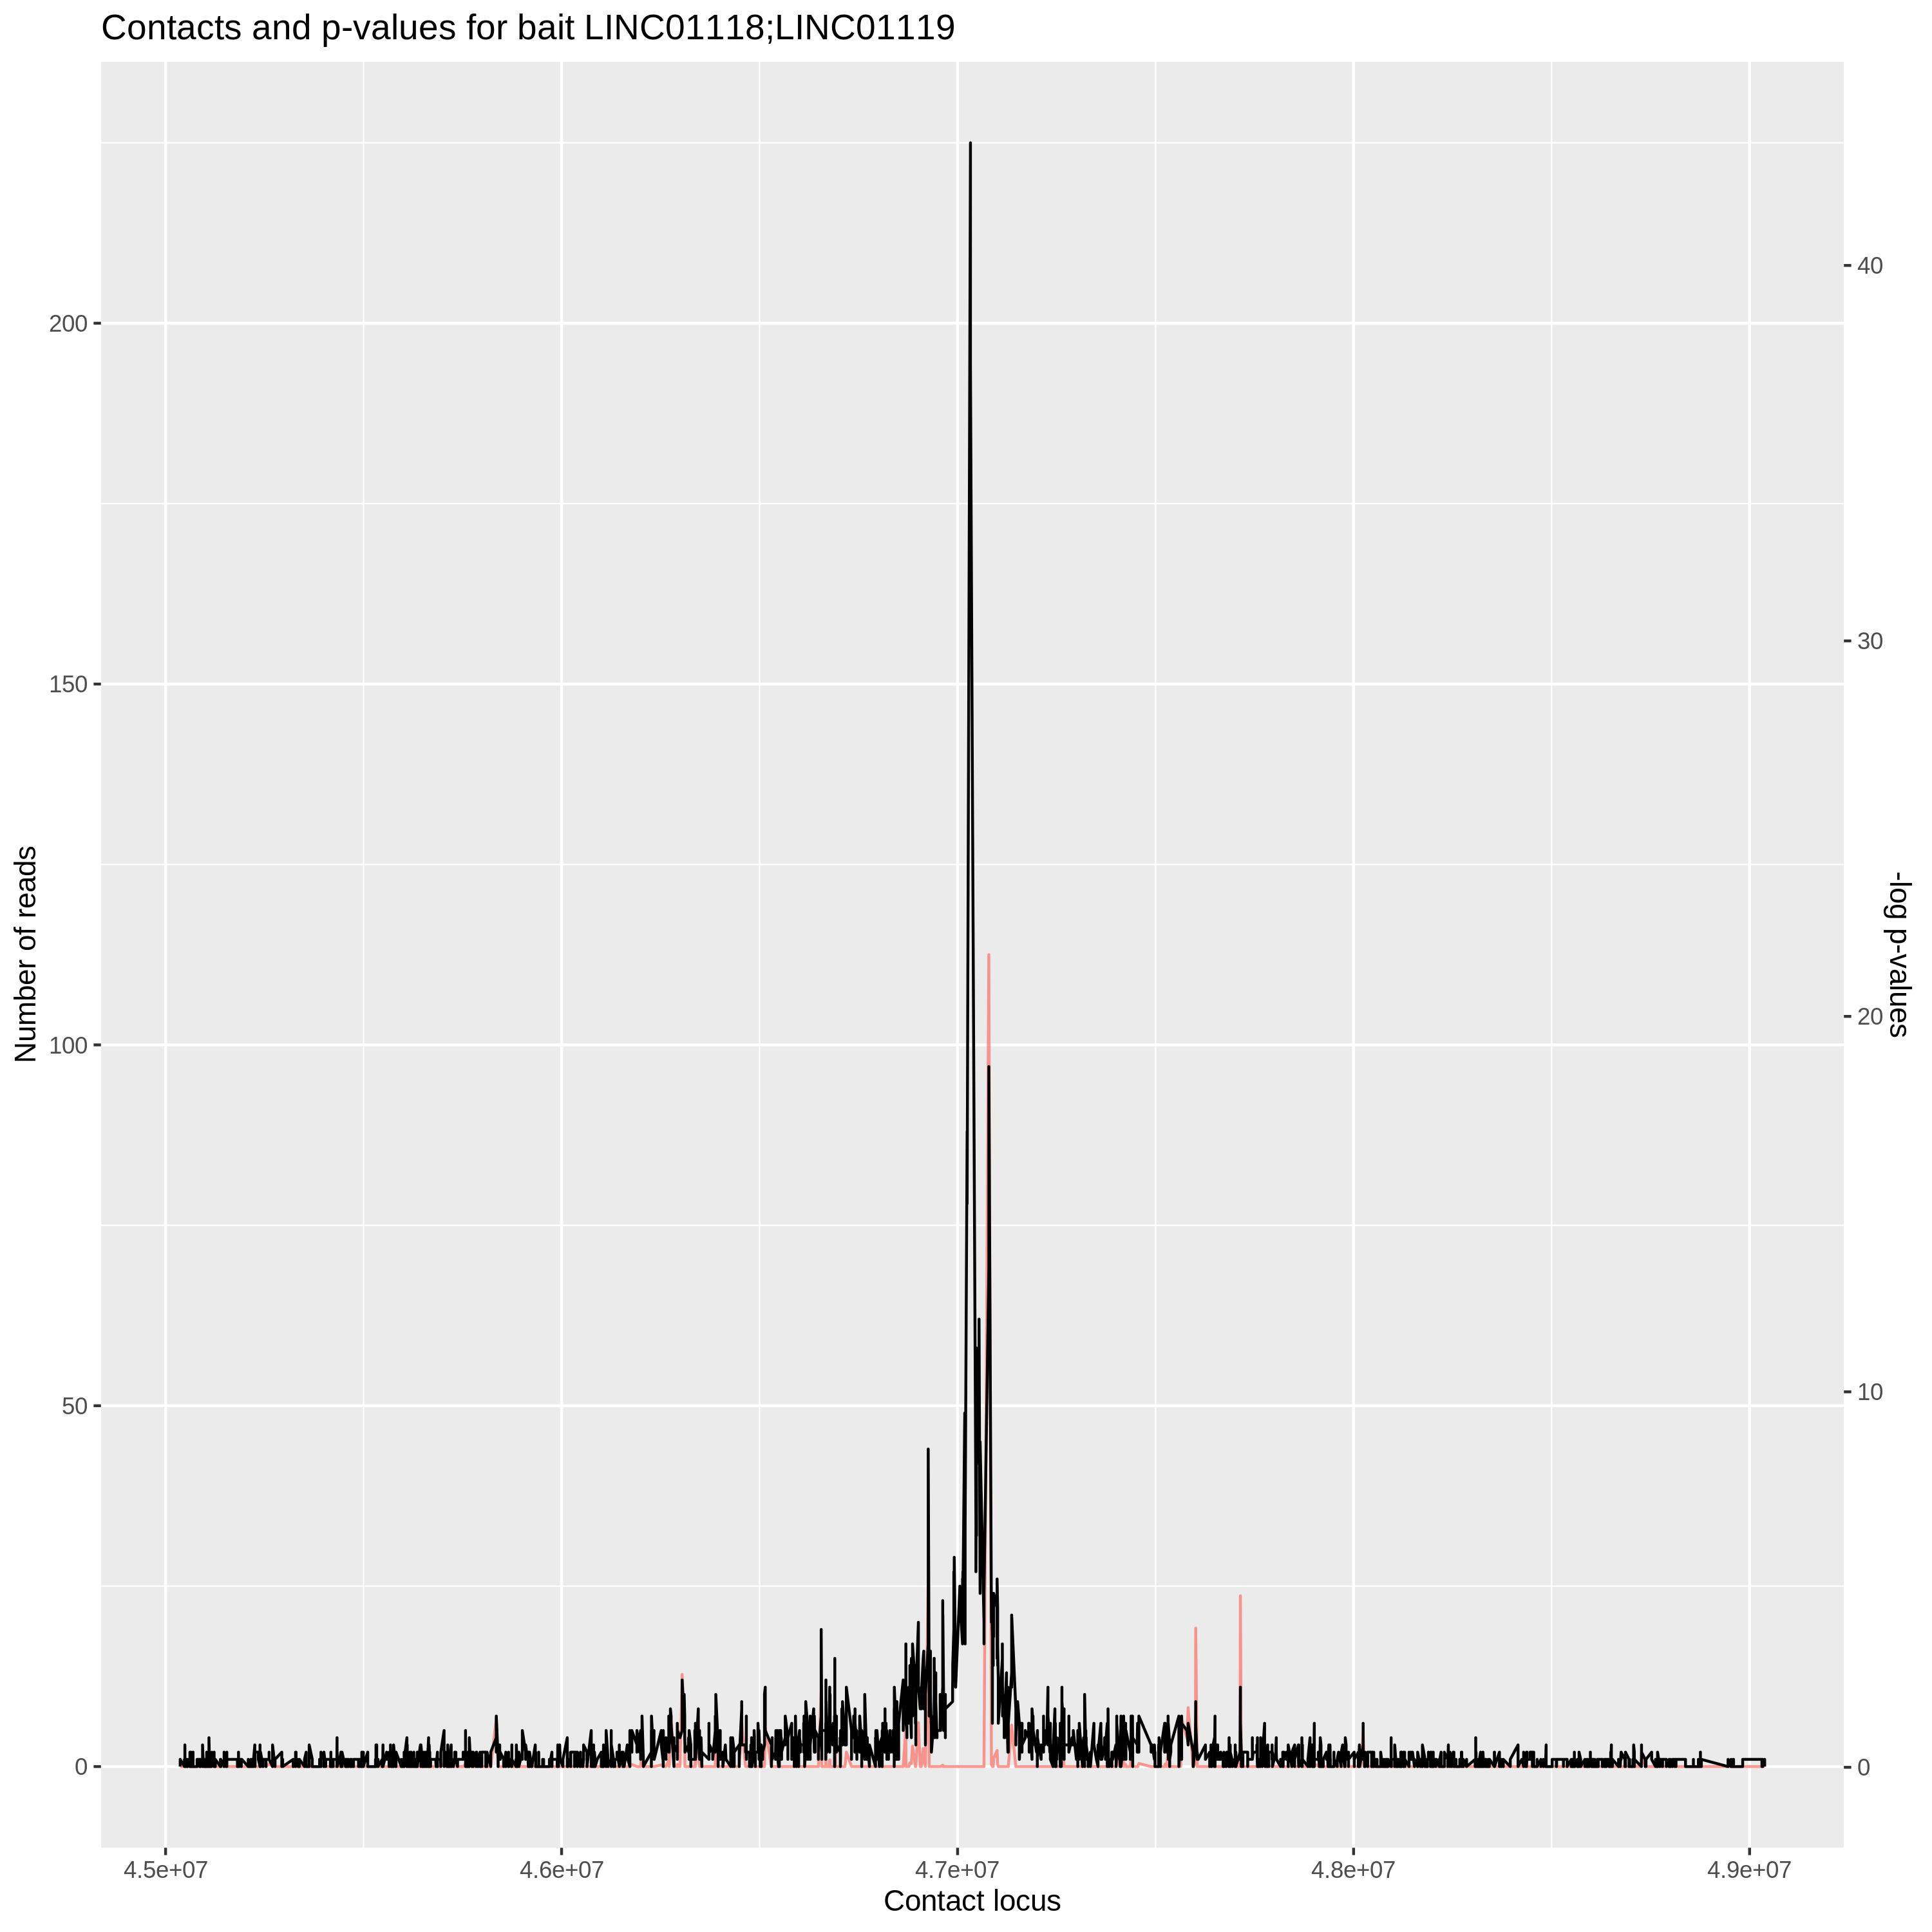 Contacts and p-values for bait LINC01118;LINC01119
Number of reads
200
150
100
50
0
40
30
20
10
0
-log p-values
4.5e+07
4.6e+07
4.7e+07
4.8e+07
4.9e+07
Contact locus